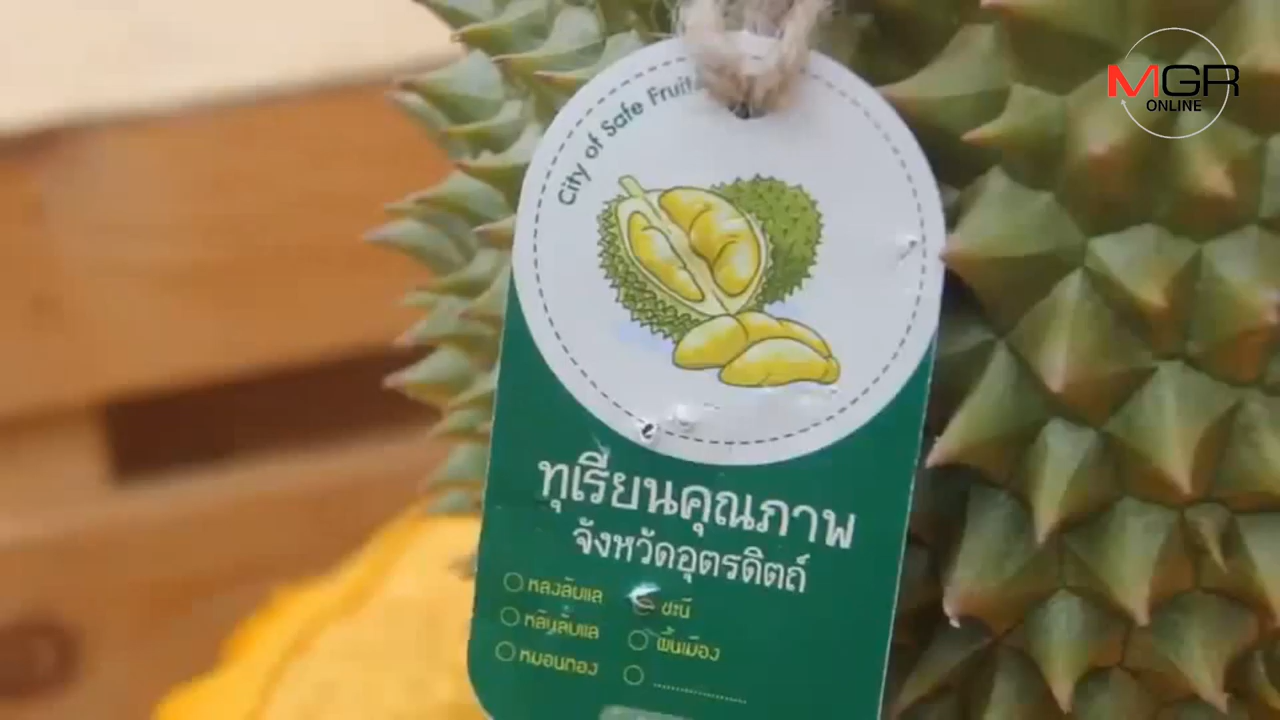 MGR
ONLINE
City of Safe Fruit
ทุเรียนคุณภาพ
จังหวัดอุตรดิตถ์
หลงลับแล
ชะนี
หลินลับแล
พื้นเมือง
หมอนทอง